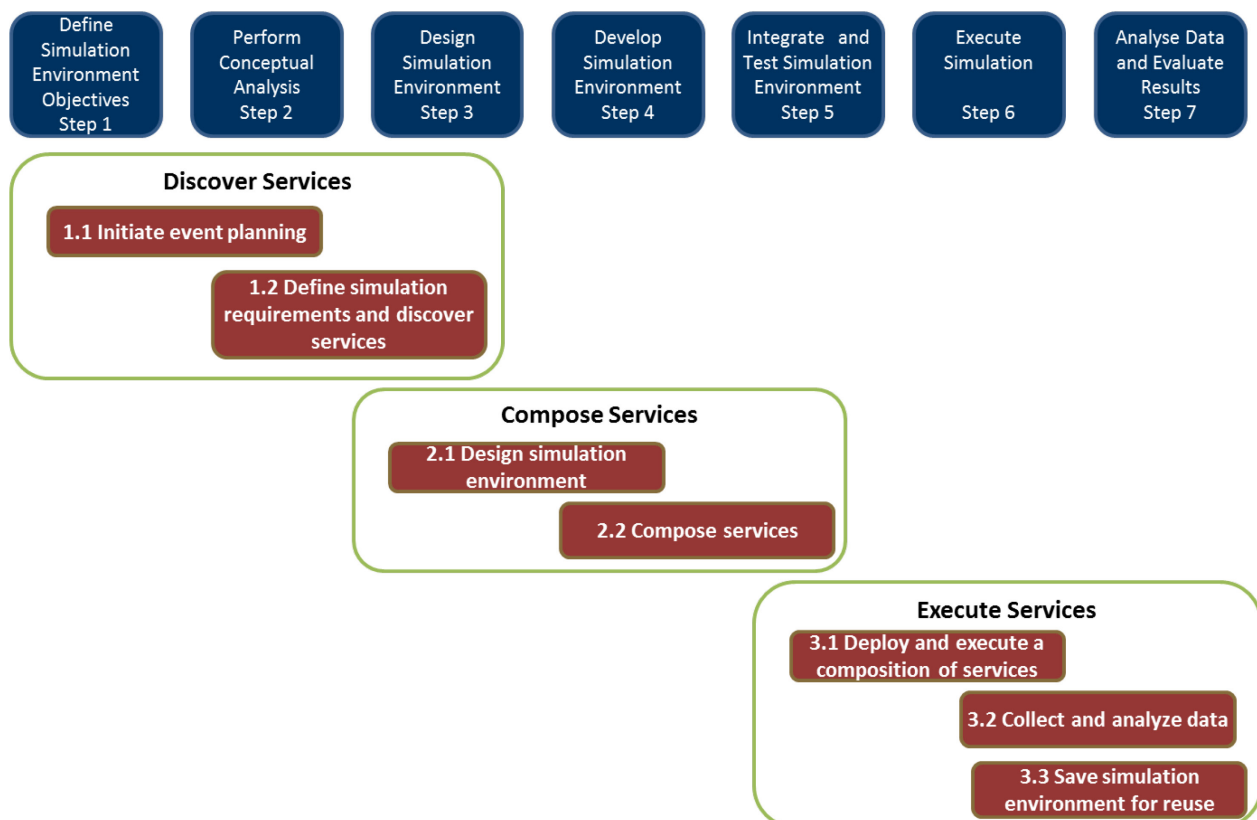 Define
Simulation
Environment
Objectives
Step 1
Perform
Conceptual
Analysis
Step 2
Design
Simulation
Environment
Step 3
Develop
Simulation
Environment
Step 4
Integrate and
Test Simulation
Environment
Step 5
Execute
Simulation
Step 6
Analyse Data
and Evaluate
Results
Step 7
Discover Services
1.1 Initiate event planning
1.2 Define simulation
requirements and discover
services
Compose Services
2.1 Design simulation
environment
2.2 Compose services
Execute Services
3.1 Deploy and execute a
composition of services
3.2 Collect and analyze data
3.3 Save simulation
environment for reuse